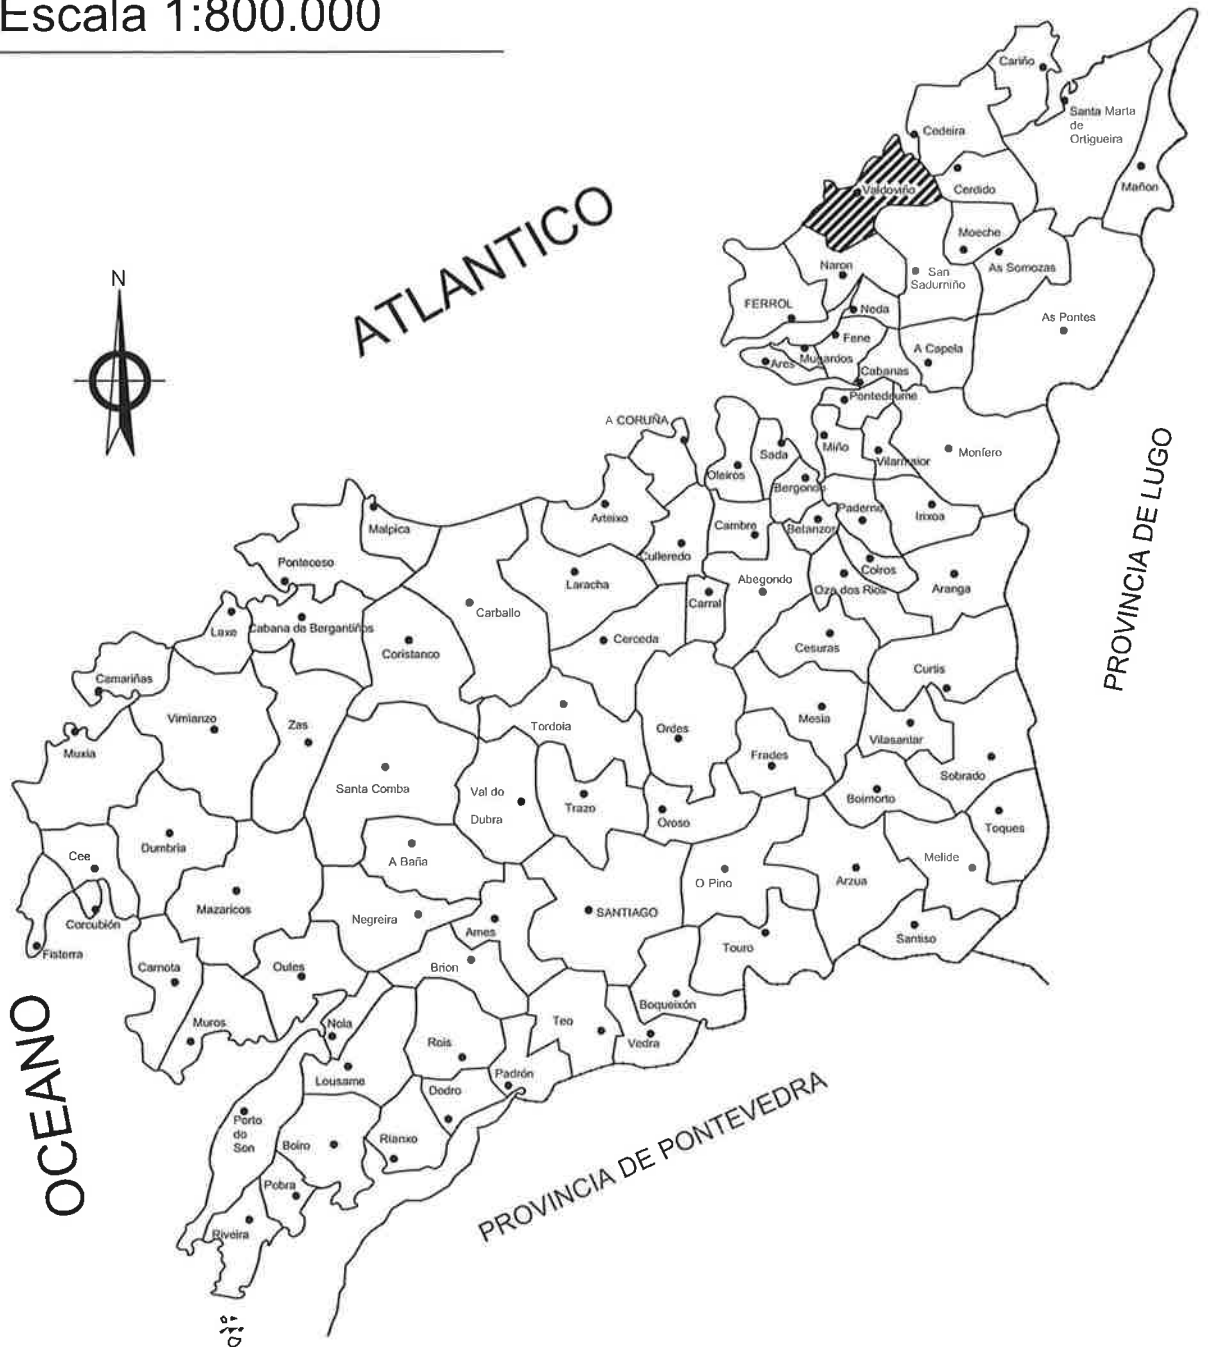 Escala 1:800.000
Cariño
Santa Marta
de
Ortigueira
Cedeira
Mañon
Valdoviño
Cerdido
Moeche
As Somozas
San
Sadurniño
Naron
FERROL
Neda
As Pontes
Fene
A Capela
Mugardos
Ares
Cabanas
Pontedeume
N
ATLANTICO
A CORUÑA
Sada
Miño
Vilarmaior
Monfero
Oleiros
Bergondo
Paderne
Irixoa
Arteixo
Cambre
Betanzos
Malpica
Culleredo
Ponteceso
Coiros
Laracha
Abegondo
Oza dos Rios
Aranga
Carral
Carballo
Laxe
Cabana de Bergantiños
Cerceda
Coristanco
Cesuras
Curtis
Camariñas
Vimianzo
Zas
Tordoia
Ordes
Mesia
Vilasantar
Muxia
Frades
Sobrado
Santa Comba
Val do
Dubra
Trazo
Oroso
Boimorto
Toques
Dumbria
Cee
A Baña
Melide
O Pino
Arzua
Mazaricos
Negreira
SANTIAGO
Corcubión
Ames
Santiso
Touro
Fisterra
Carnota
Outes
Brion
Boqueixón
Muros
Noia
Teo
Rois
Vedra
Padrón
Lousame
Dodro
Porto
do
Son
Boiro
Rianxo
Pobra
Riveira
OCEANO
PROVINCIA DE LUGO
PROVINCIA DE PONTEVEDRA